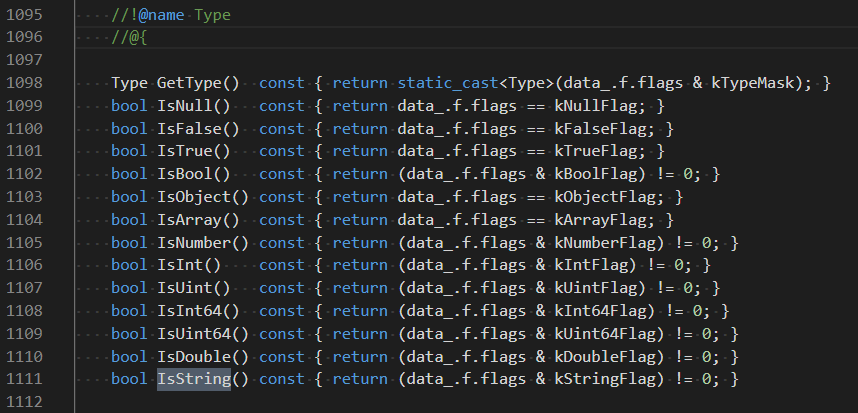 1095 //!@name Type
1096 //@{
1097
1098 Type GetType()  const { return static_cast<Type>(data_.f.flags & kTypeMask); }
1099 bool IsNull()   const { return data_.f.flags == kNullFlag; }
1100 bool IsFalse()  const { return data_.f.flags == kFalseFlag; }
1101 bool IsTrue()   const { return data_.f.flags == kTrueFlag; }
1102 bool IsBool()   const { return (data_.f.flags & kBoolFlag) != 0; }
1103 bool IsObject() const { return data_.f.flags == kObjectFlag; }
1104 bool IsArray()  const { return data_.f.flags == kArrayFlag; }
1105 bool IsNumber() const { return (data_.f.flags & kNumberFlag) != 0; }
1106 bool IsInt()    const { return (data_.f.flags & kIntFlag) != 0; }
1107 bool IsUint()   const { return (data_.f.flags & kUintFlag) != 0; }
1108 bool IsInt64()  const { return (data_.f.flags & kInt64Flag) != 0; }
1109 bool IsUint64() const { return (data_.f.flags & kUint64Flag) != 0; }
1110 bool IsDouble() const { return (data_.f.flags & kDoubleFlag) != 0; }
1111 bool IsString() const { return (data_.f.flags & kStringFlag) != 0; }
1112